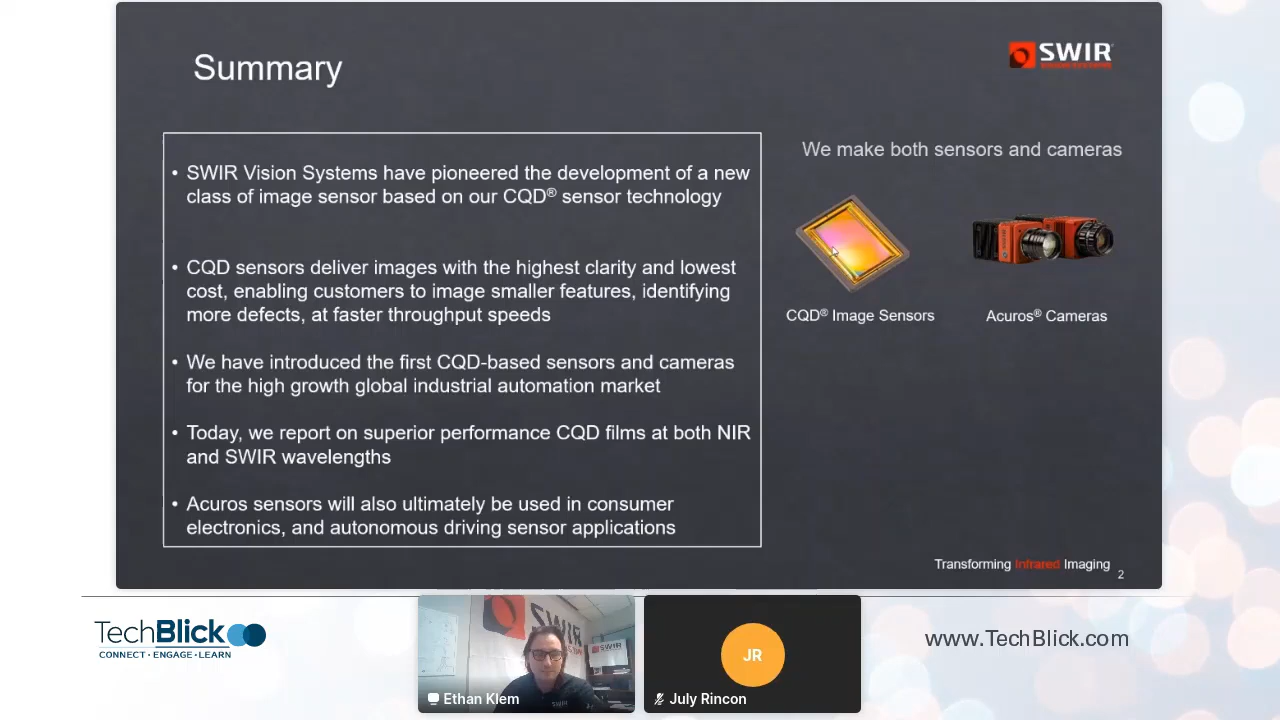 Summary
SWIR
VISION SYSTEMS
• SWIR Vision Systems have pioneered the development of a new
class of image sensor based on our CQD® sensor technology
• CQD sensors deliver images with the highest clarity and lowest
cost, enabling customers to image smaller features, identifying
more defects, at faster throughput speeds
• We have introduced the first CQD-based sensors and cameras
for the high growth global industrial automation market
• Today, we report on superior performance CQD films at both NIR
and SWIR wavelengths
• Acuros sensors will also ultimately be used in consumer
electronics, and autonomous driving sensor applications
We make both sensors and cameras
CQD® Image Sensors
Acuros® Cameras
Transforming Infrared Imaging
2
TechBlick
CONNECT • ENGAGE • LEARN
SWIR
SWIR
SWIR
Ethan Klem
JR
July Rincon
www.TechBlick.com